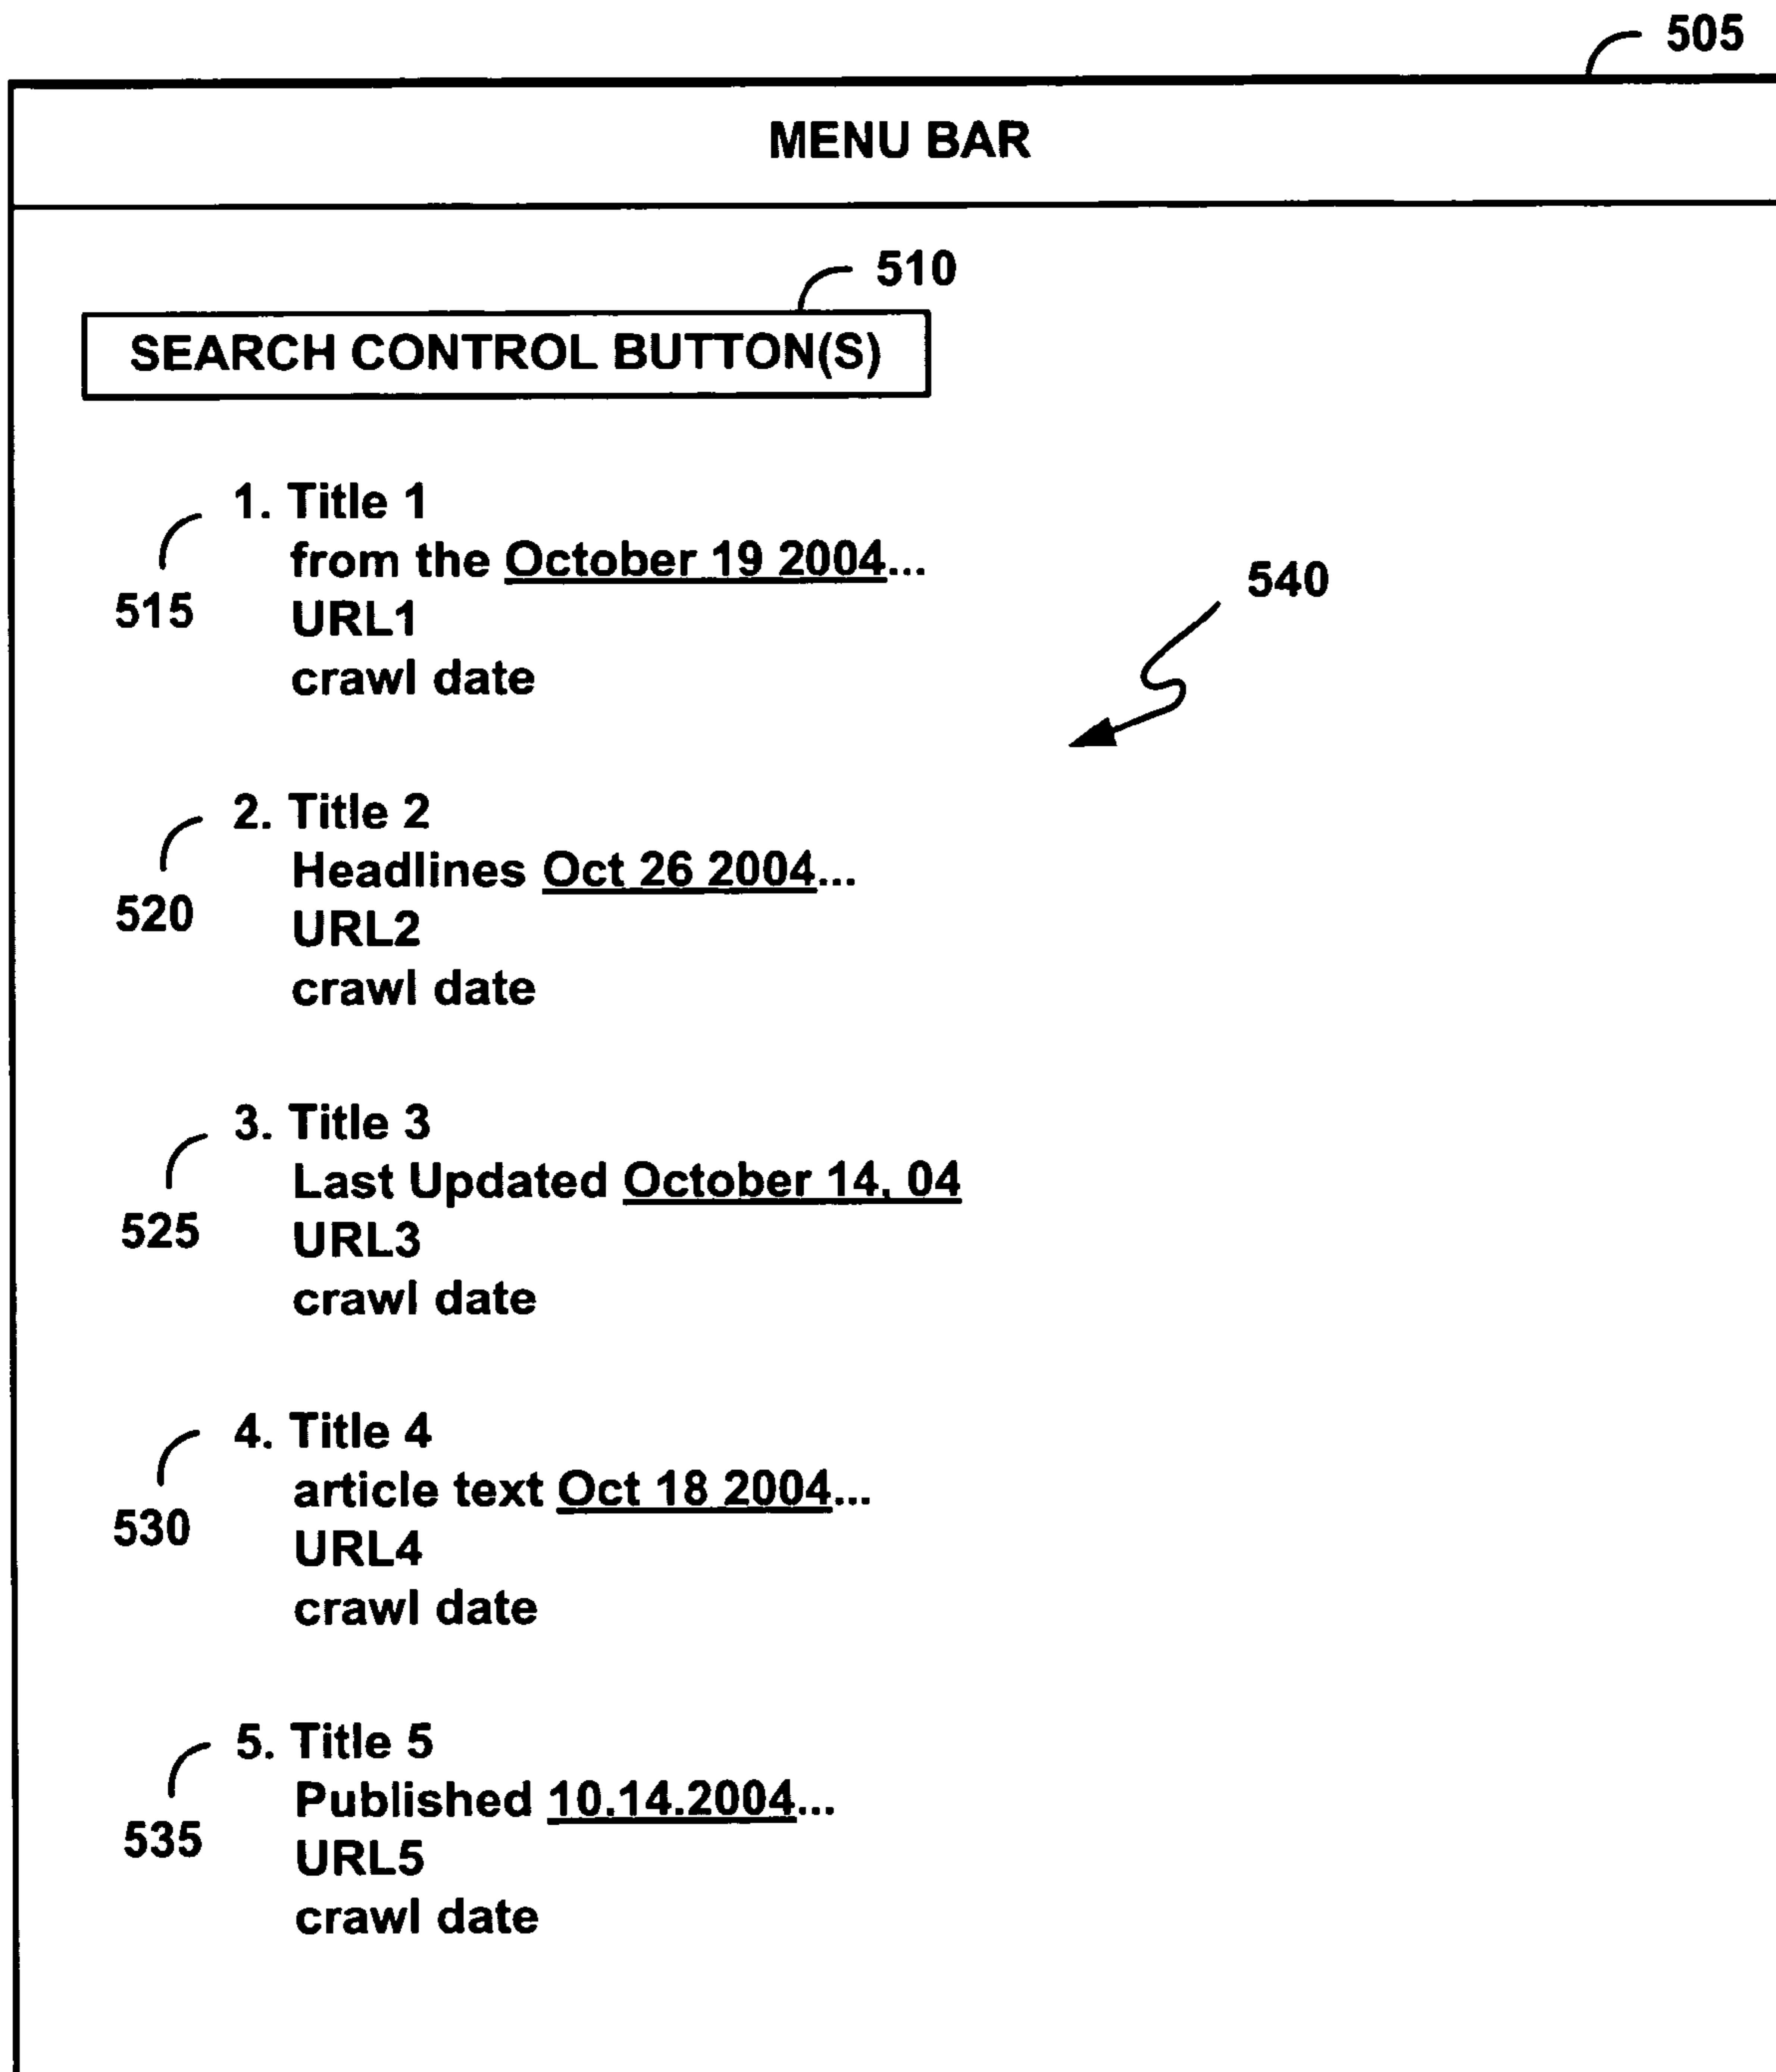 505
MENU BAR
510
SEARCH CONTROL BUTTON(S)
1. Title 1
from the October 19 2004...
515
URL1
crawl date
540
2. Title 2
Headlines Oct 26 2004...
520
URL2
crawl date
3. Title 3
Last Updated October 14, 04
525
URL3
crawl date
4. Title 4
article text Oct 18 2004...
530
URL4
crawl date
5. Title 5
Published 10.14.2004...
535
URL5
crawl date